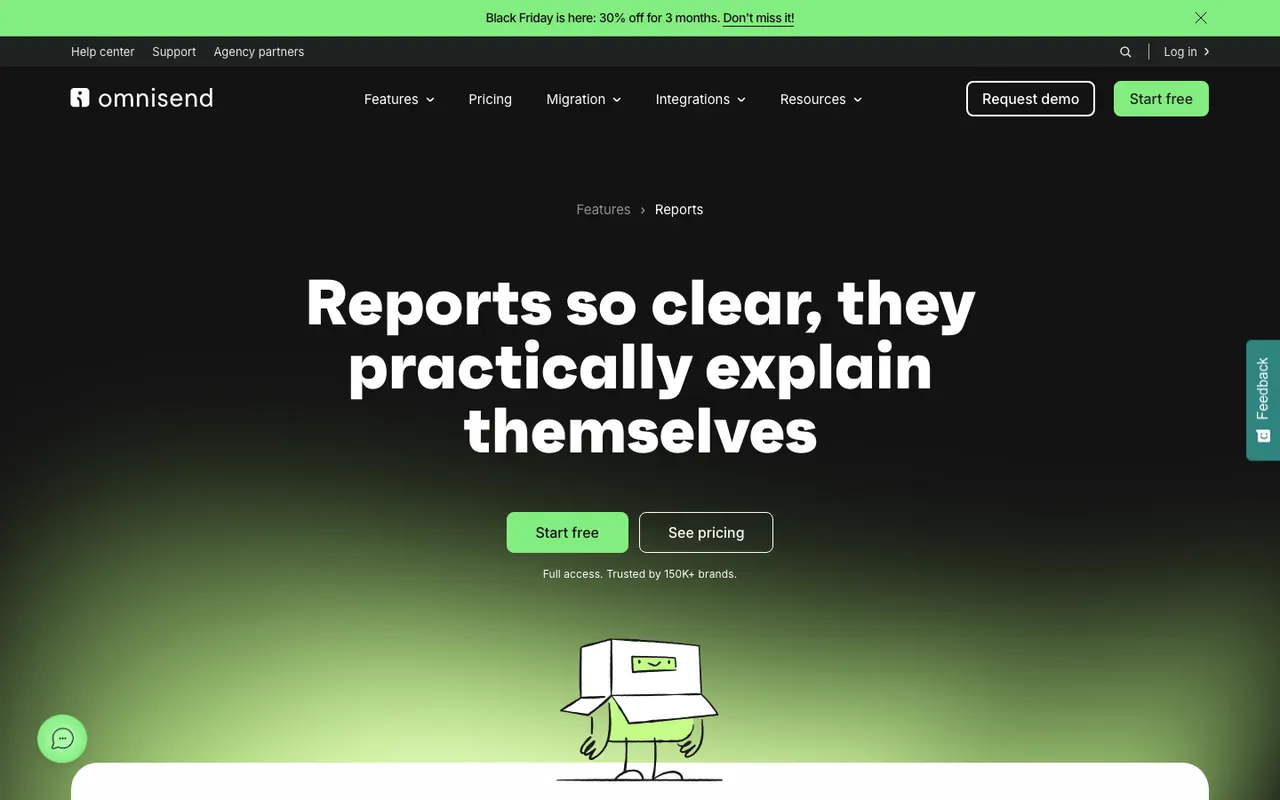 Black Friday is here: 30% off for 3 months. Don't miss it!
Help center Support Agency partners
Log in
omnisend
Features Pricing Migration Integrations Resources
Request demo
Start free
Features › Reports
Reports so clear, they
practically explain
themselves
Feedback
Start free
See pricing
Full access. Trusted by 150K+ brands.